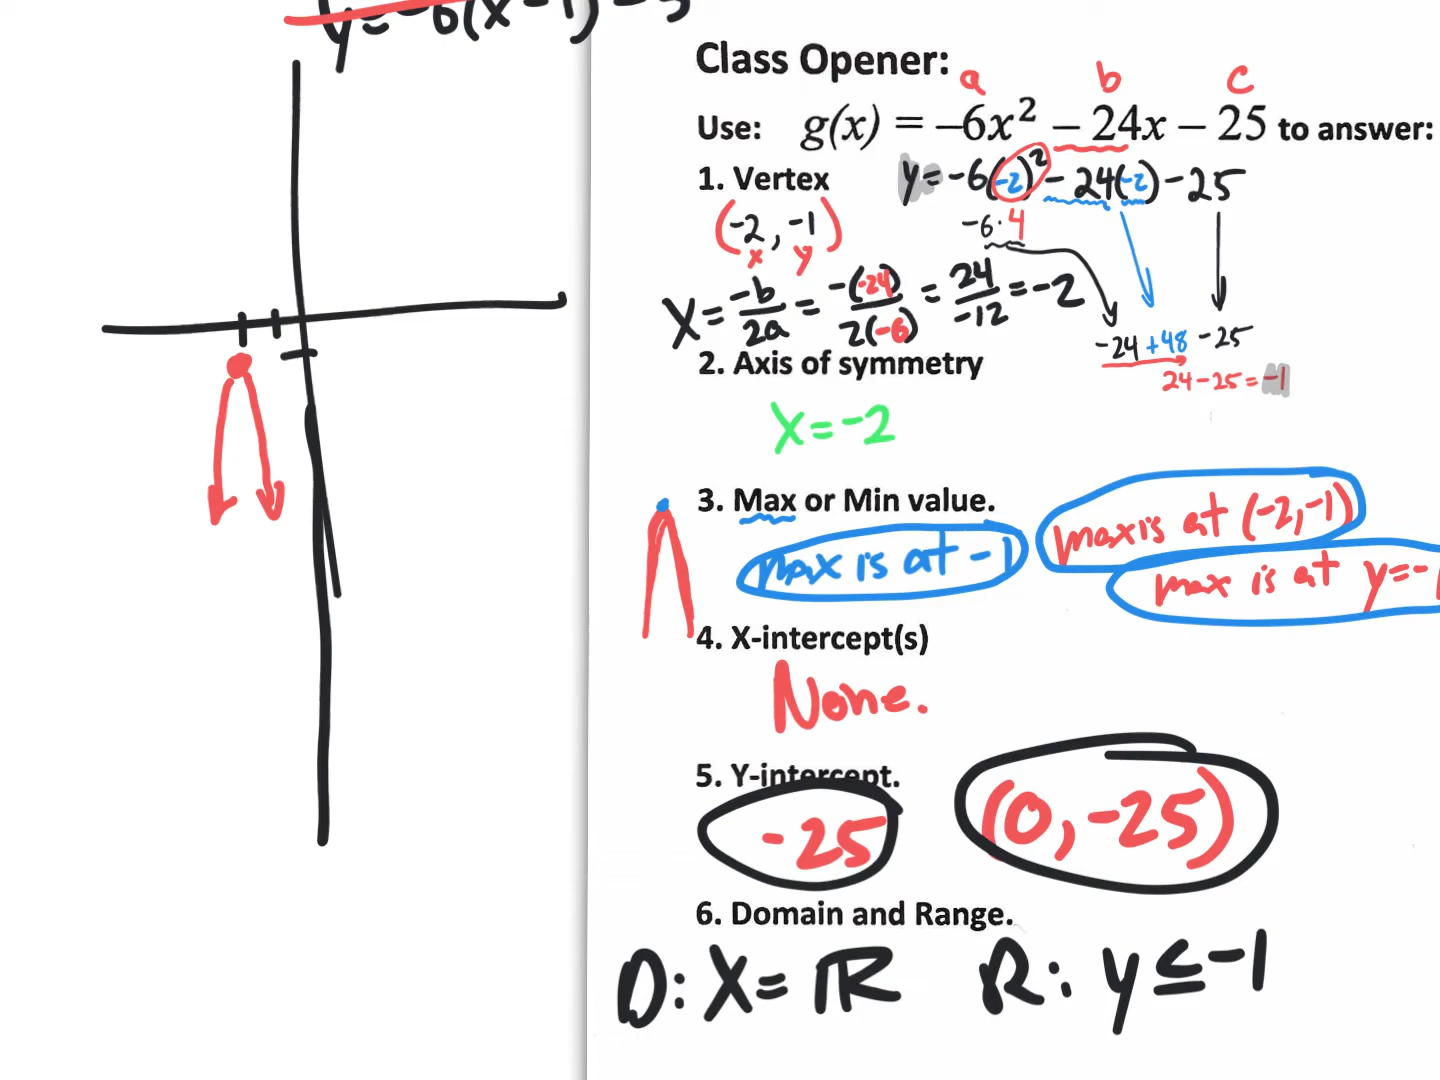 y=-6(x-1)
Class Opener:
a b c
Use: g(x) = –6x² – 24x – 25 to answer:
1. Vertex y=-6(-2)² - 24(-2) - 25
(-2, -1) -6·4
x y
x = -b/2a = -(-24)/2(-6) = 24/-12 = -2
-24 +48 -25
24-25=-1
2. Axis of symmetry
x=-2
3. Max or Min value.
max is at -1
max is at (-2,-1)
max is at y=-1
4. X-intercept(s)
None.
5. Y-intercept.
-25 (0, -25)
6. Domain and Range.
D: x = ℝ R: y ≤ -1